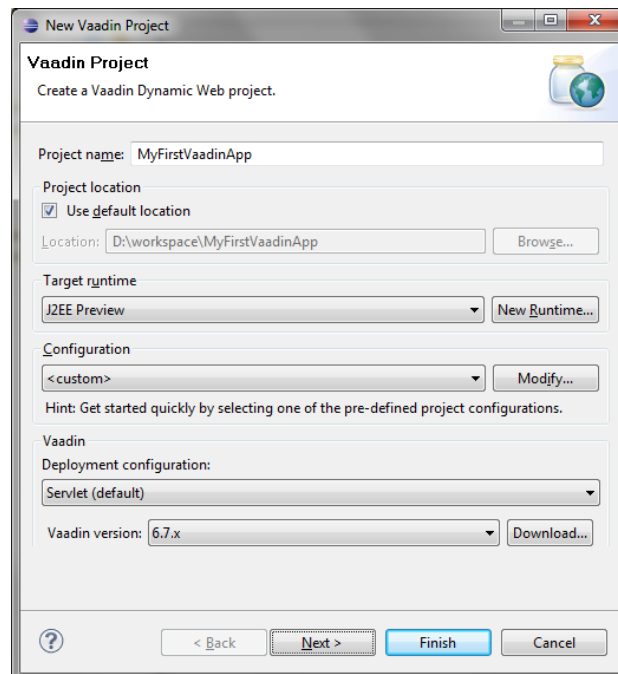 New Vaadin Project
Vaadin Project
Create a Vaadin Dynamic Web project.
Project name: MyFirstVaadinApp
Project location
Use default location
Location: D:\workspace\MyFirstVaadinApp Browse...
Target runtime
J2EE Preview New Runtime...
Configuration
<custom> Modify...
Hint: Get started quickly by selecting one of the pre-defined project configurations.
Vaadin
Deployment configuration:
Servlet (default)
Vaadin version: 6.7.x Download...
? < Back Next > Finish Cancel